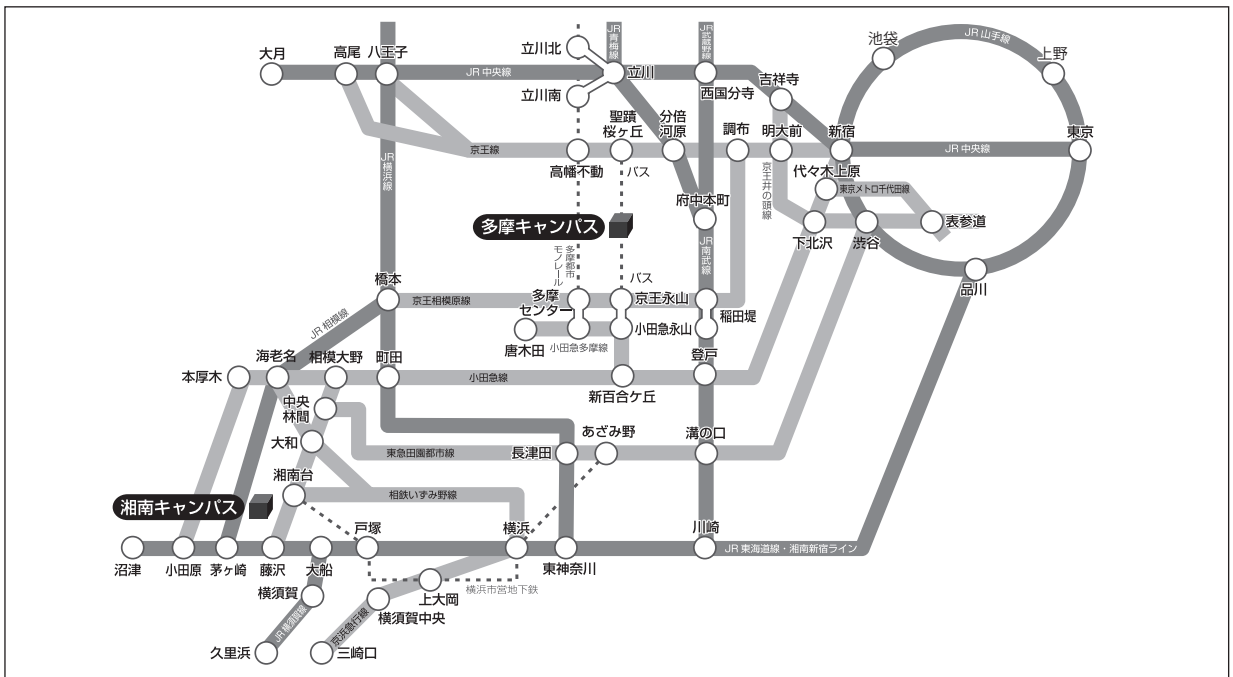 大月
高尾
八王子
JR 中央線
立川北
立川南
JR
青梅
線
立川
JR
武蔵野線
西国分寺
吉祥寺
池袋
JR 山手線
上野
京王線
聖蹟
桜ヶ丘
分倍
河原
調布
明大前
新宿
JR 中央線
東京
JR
横浜線
高幡不動
バス
京王井の頭線
代々木上原
東京メトロ千代田線
府中本町
多摩キャンパス
下北沢
渋谷
表参道
JR
南武線
多摩都市
モノレール
品川
橋本
京王相模原線
多摩
センター
バス
京王永山
稲田堤
JR 相模線
唐木田
小田急多摩線
小田急永山
本厚木
海老名
相模大野
町田
小田急線
新百合ケ丘
登戸
中央
林間
大和
東急田園都市線
長津田
あざみ野
溝の口
湘南台
相鉄いずみ野線
湘南キャンパス
戸塚
横浜
川崎
JR 東海道線・湘南新宿ライン
沼津
小田原
茅ヶ崎
藤沢
大船
東神奈川
横須賀
上大岡
横浜市営地下鉄
横須賀中央
JR 横須賀線
京浜急行線
久里浜
三崎口